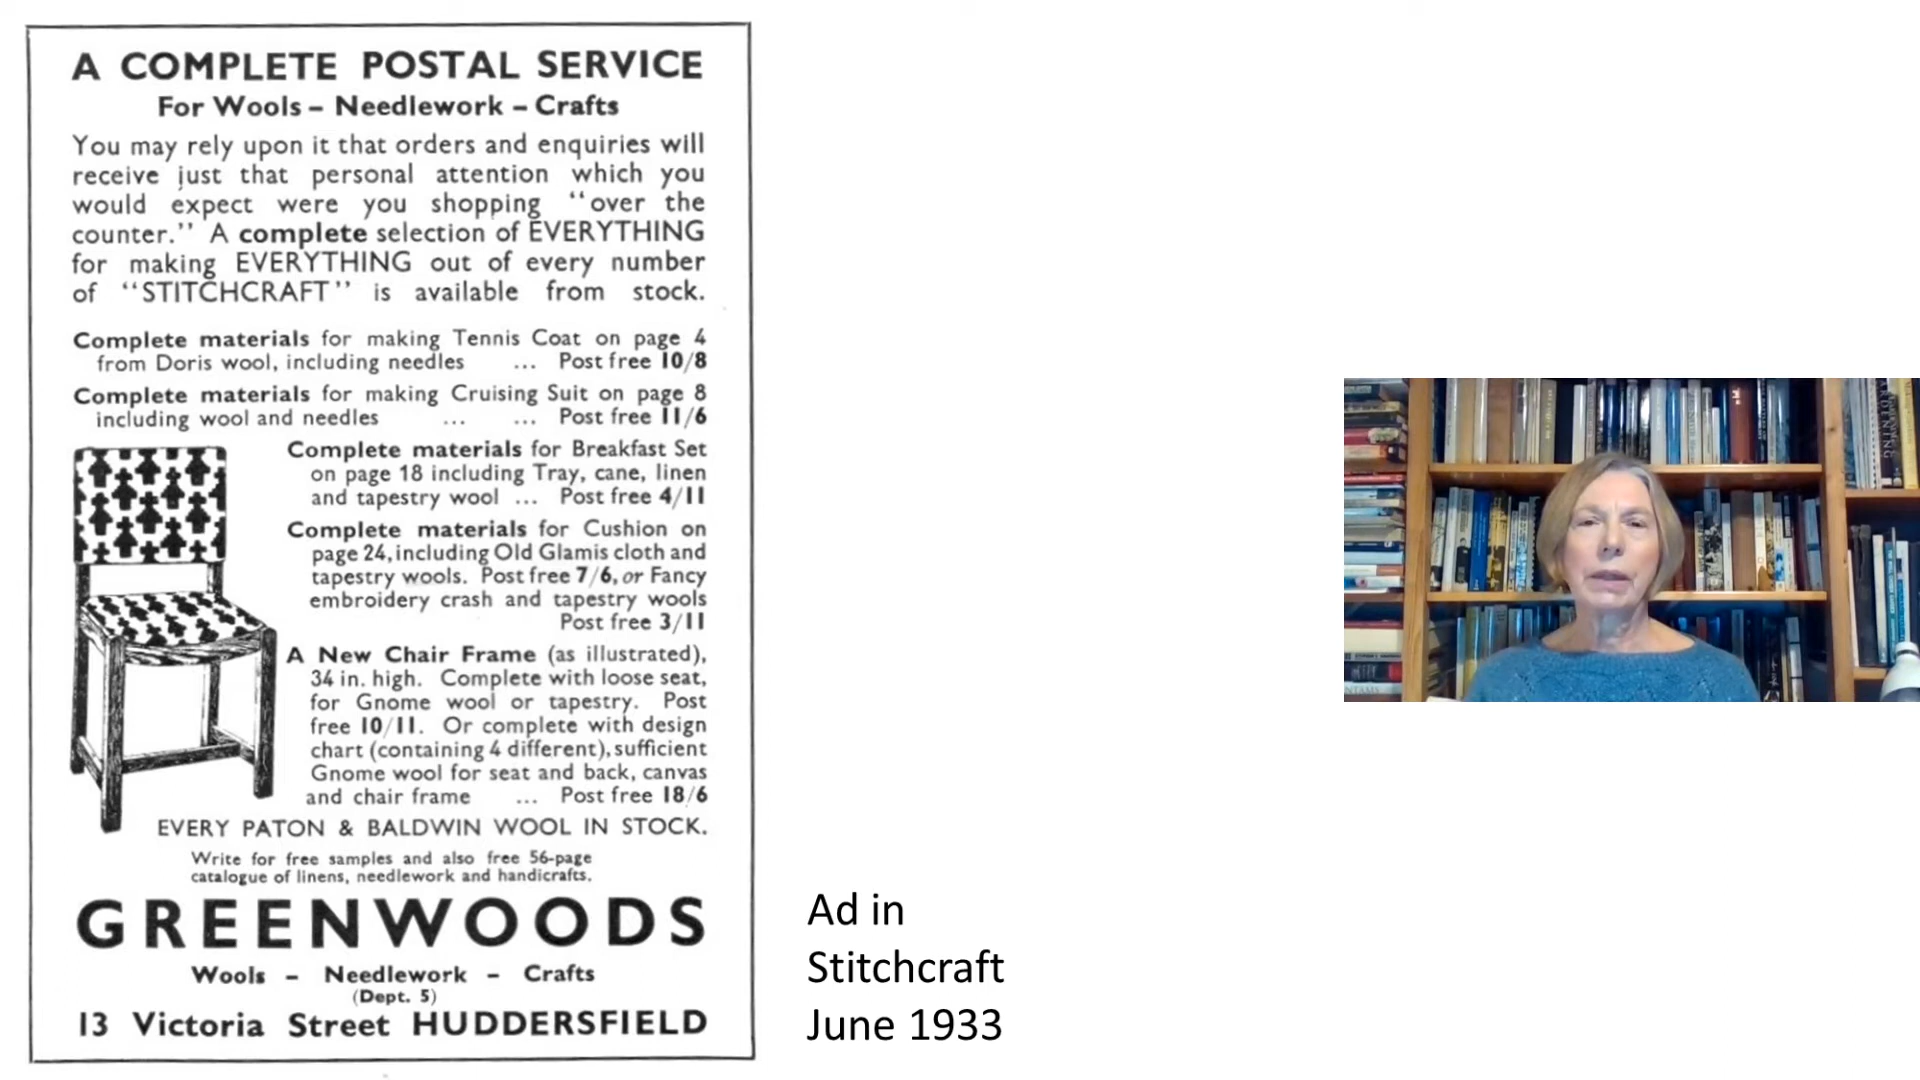 A COMPLETE POSTAL SERVICE
For Wools – Needlework – Crafts
You may rely upon it that orders and enquiries will
receive just that personal attention which you
would expect were you shopping “over the
counter.” A complete selection of EVERYTHING
for making EVERYTHING out of every number
of “STITCHCRAFT” is available from stock.
Complete materials for making Tennis Coat on page 4
from Doris wool, including needles ... Post free 10/8
Complete materials for making Cruising Suit on page 8
including wool and needles ... ... Post free 11/6
Complete materials for Breakfast Set
on page 18 including Tray, cane, linen
and tapestry wool ... Post free 4/11
Complete materials for Cushion on
page 24, including Old Glamis cloth and
tapestry wools. Post free 7/6, or Fancy
embroidery crash and tapestry wools
Post free 3/11
A New Chair Frame (as illustrated),
34 in. high. Complete with loose seat,
for Gnome wool or tapestry. Post
free 10/11. Or complete with design
chart (containing 4 different), sufficient
Gnome wool for seat and back, canvas
and chair frame ... Post free 18/6
EVERY PATON & BALDWIN WOOL IN STOCK.
Write for free samples and also free 56-page
catalogue of linens, needlework and handicrafts.
GREENWOODS
Wools – Needlework – Crafts
(Dept. 5)
13 Victoria Street HUDDERSFIELD
Ad in
Stitchcraft
June 1933